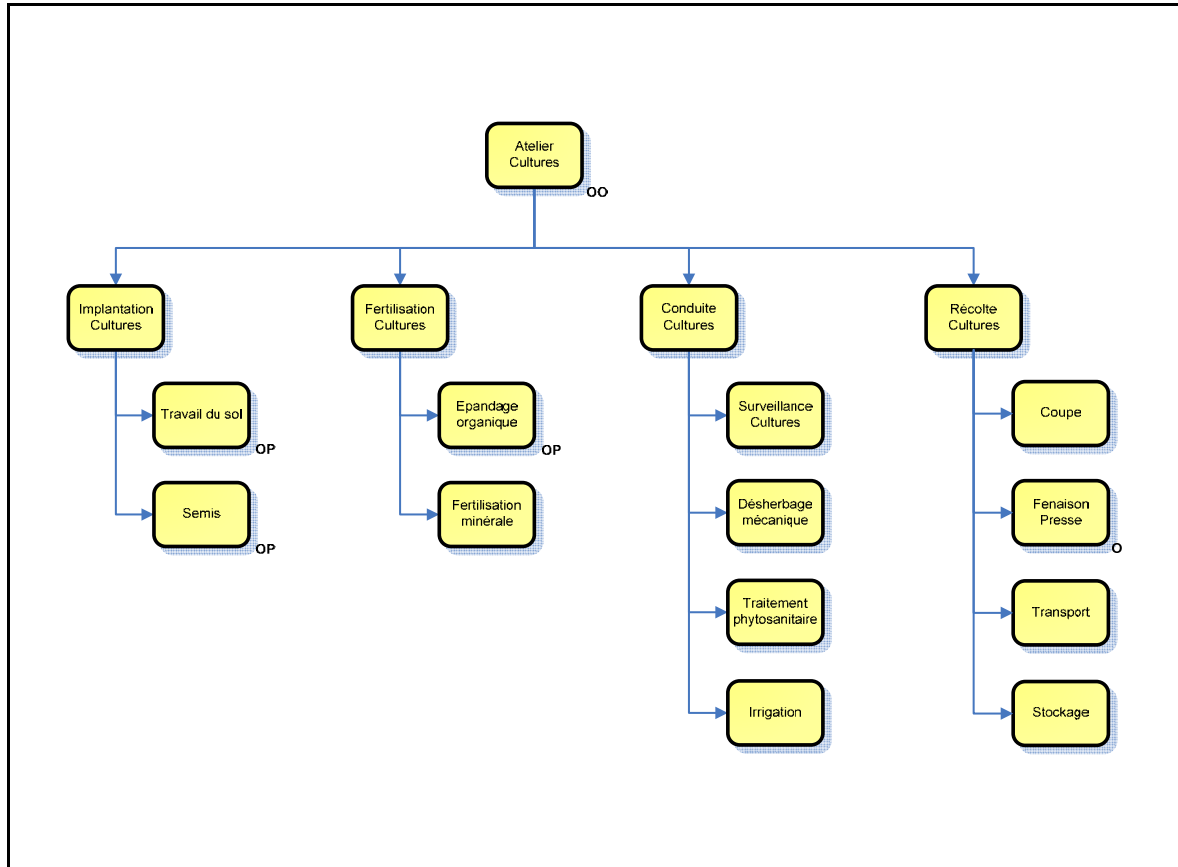 Atelier
Cultures
OO
Implantation
Cultures
Travail du sol
OP
Semis
OP
Fertilisation
Cultures
Epandage
organique
OP
Fertilisation
minérale
Conduite
Cultures
Surveillance
Cultures
Désherbage
mécanique
Traitement
phytosanitaire
Irrigation
Récolte
Cultures
Coupe
Fenaison
Presse
O
Transport
Stockage